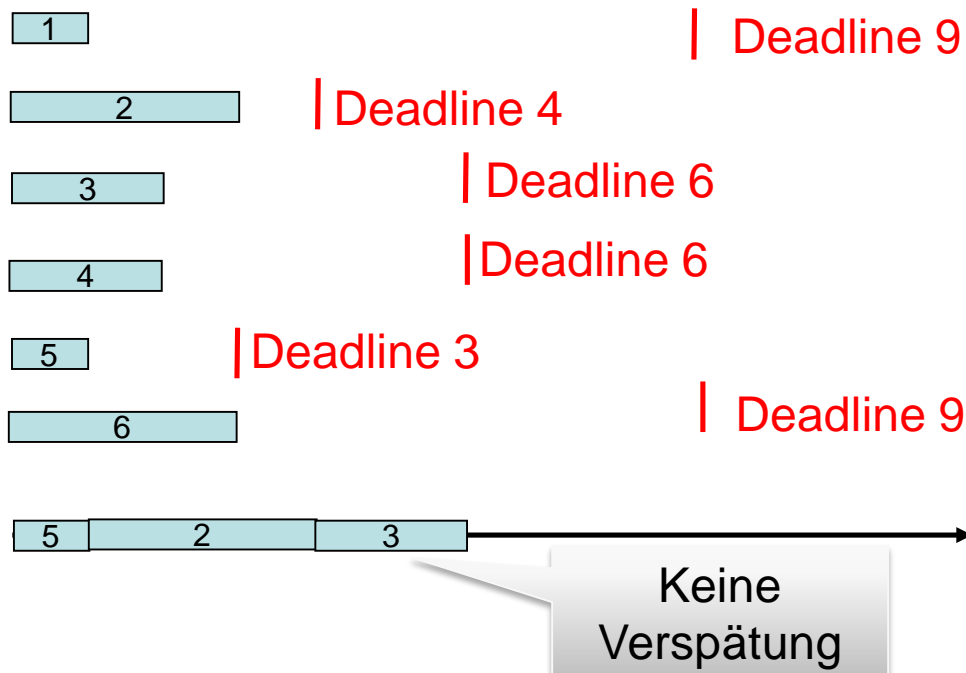 1
Deadline 9
2
Deadline 4
3
Deadline 6
4
Deadline 6
5
Deadline 3
6
Deadline 9
5 2 3
Keine
Verspätung